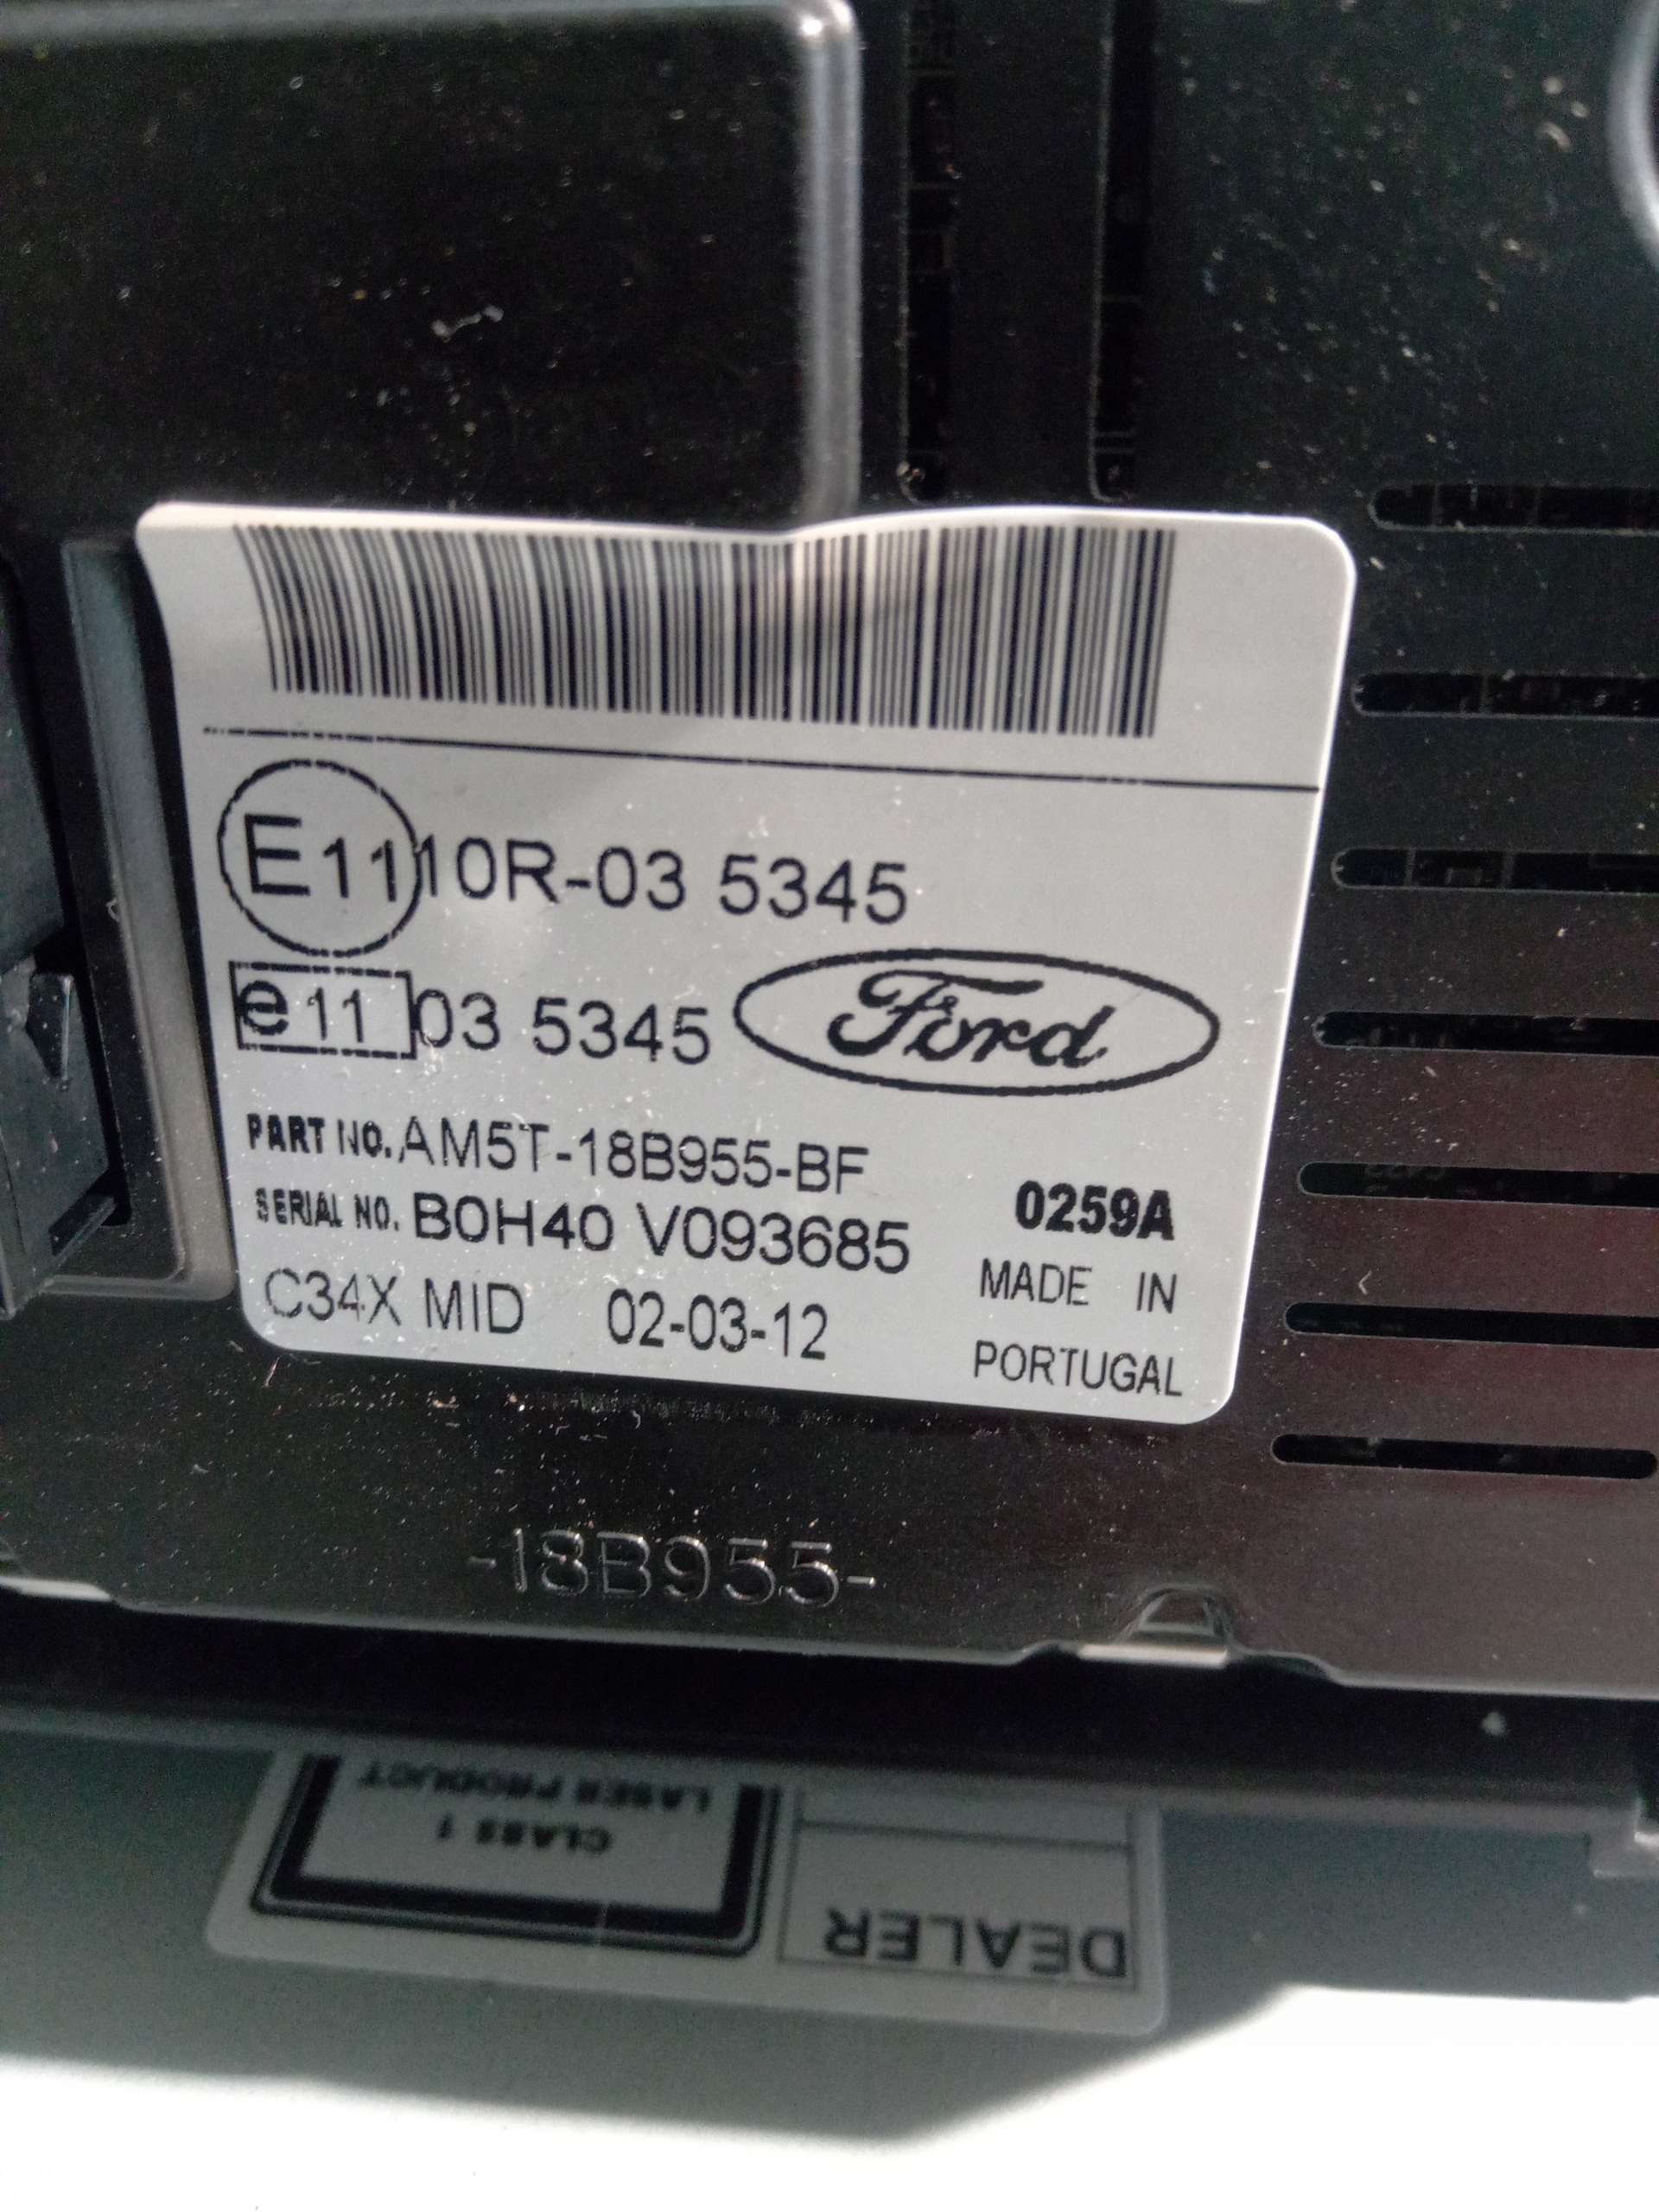 E11 10R-03 5345
e11 03 5345 Ford
PART NO. AM5T-18B955-BF
0259A
SERIAL NO. B0H40 V093685
MADE IN
C34X MID 02-03-12
PORTUGAL
-18B955-
LASER PRODUCT
CLASS 1
DEALER